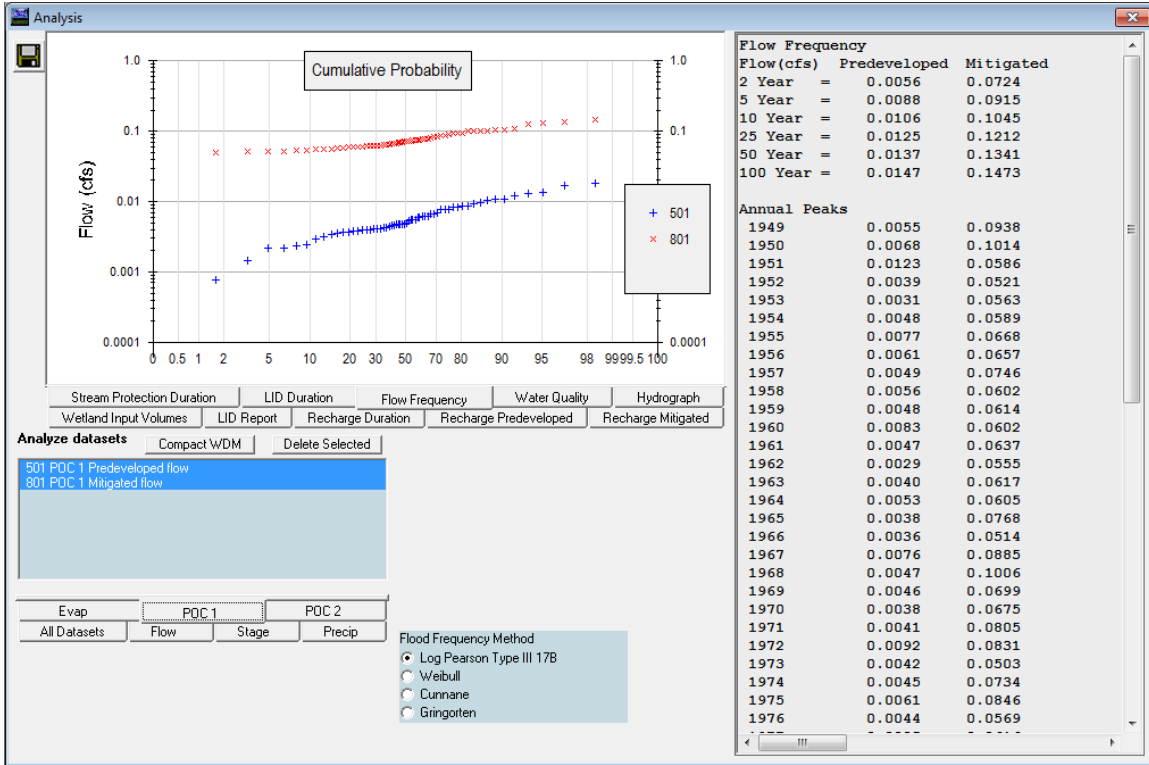 Analysis
Cumulative Probability
1.0 1.0
0.1 0.1
0.01
0.001
0.0001 0.0001
Flow (cfs)
501
801
0 0.5 1 2 5 10 20 30 50 70 80 90 95 98 9999.5 100
Stream Protection Duration LID Duration Flow Frequency Water Quality Hydrograph
Wetland Input Volumes LID Report Recharge Duration Recharge Predeveloped Recharge Mitigated
Analyze datasets Compact WDM Delete Selected
501 POC 1 Predeveloped flow
801 POC 1 Mitigated flow
Evap POC 1 POC 2
All Datasets Flow Stage Precip
Flood Frequency Method
Log Pearson Type III 17B
Weibull
Cunnane
Gringorten
Flow Frequency
Flow(cfs) Predeveloped Mitigated
2 Year = 0.0056 0.0724
5 Year = 0.0088 0.0915
10 Year = 0.0106 0.1045
25 Year = 0.0125 0.1212
50 Year = 0.0137 0.1341
100 Year = 0.0147 0.1473
Annual Peaks
1949 0.0055 0.0938
1950 0.0068 0.1014
1951 0.0123 0.0586
1952 0.0039 0.0521
1953 0.0031 0.0563
1954 0.0048 0.0589
1955 0.0077 0.0668
1956 0.0061 0.0657
1957 0.0049 0.0746
1958 0.0056 0.0602
1959 0.0048 0.0614
1960 0.0083 0.0602
1961 0.0047 0.0637
1962 0.0029 0.0555
1963 0.0040 0.0617
1964 0.0053 0.0605
1965 0.0038 0.0768
1966 0.0036 0.0514
1967 0.0076 0.0885
1968 0.0047 0.1006
1969 0.0046 0.0699
1970 0.0038 0.0675
1971 0.0041 0.0805
1972 0.0092 0.0831
1973 0.0042 0.0503
1974 0.0045 0.0734
1975 0.0061 0.0846
1976 0.0044 0.0569